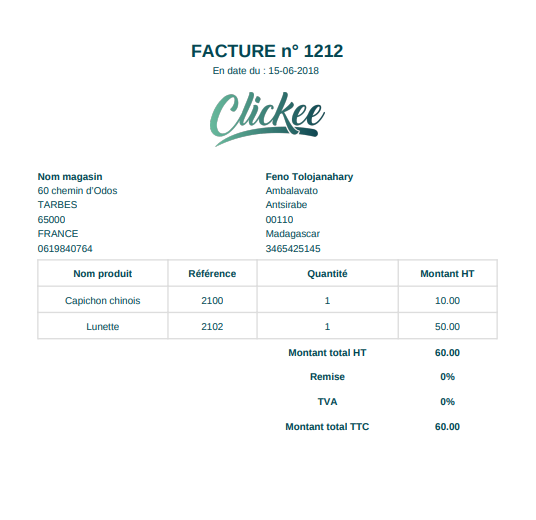 FACTURE n° 1212
En date du : 15-06-2018
Clickee
Nom magasin
60 chemin d'Odos
TARBES
65000
FRANCE
0619840764
Feno Tolojanahary
Ambalavato
Antsirabe
00110
Madagascar
3465425145
Nom produit Référence Quantité Montant HT
Capichon chinois 2100 1 10.00
Lunette 2102 1 50.00
Montant total HT 60.00
Remise 0%
TVA 0%
Montant total TTC 60.00